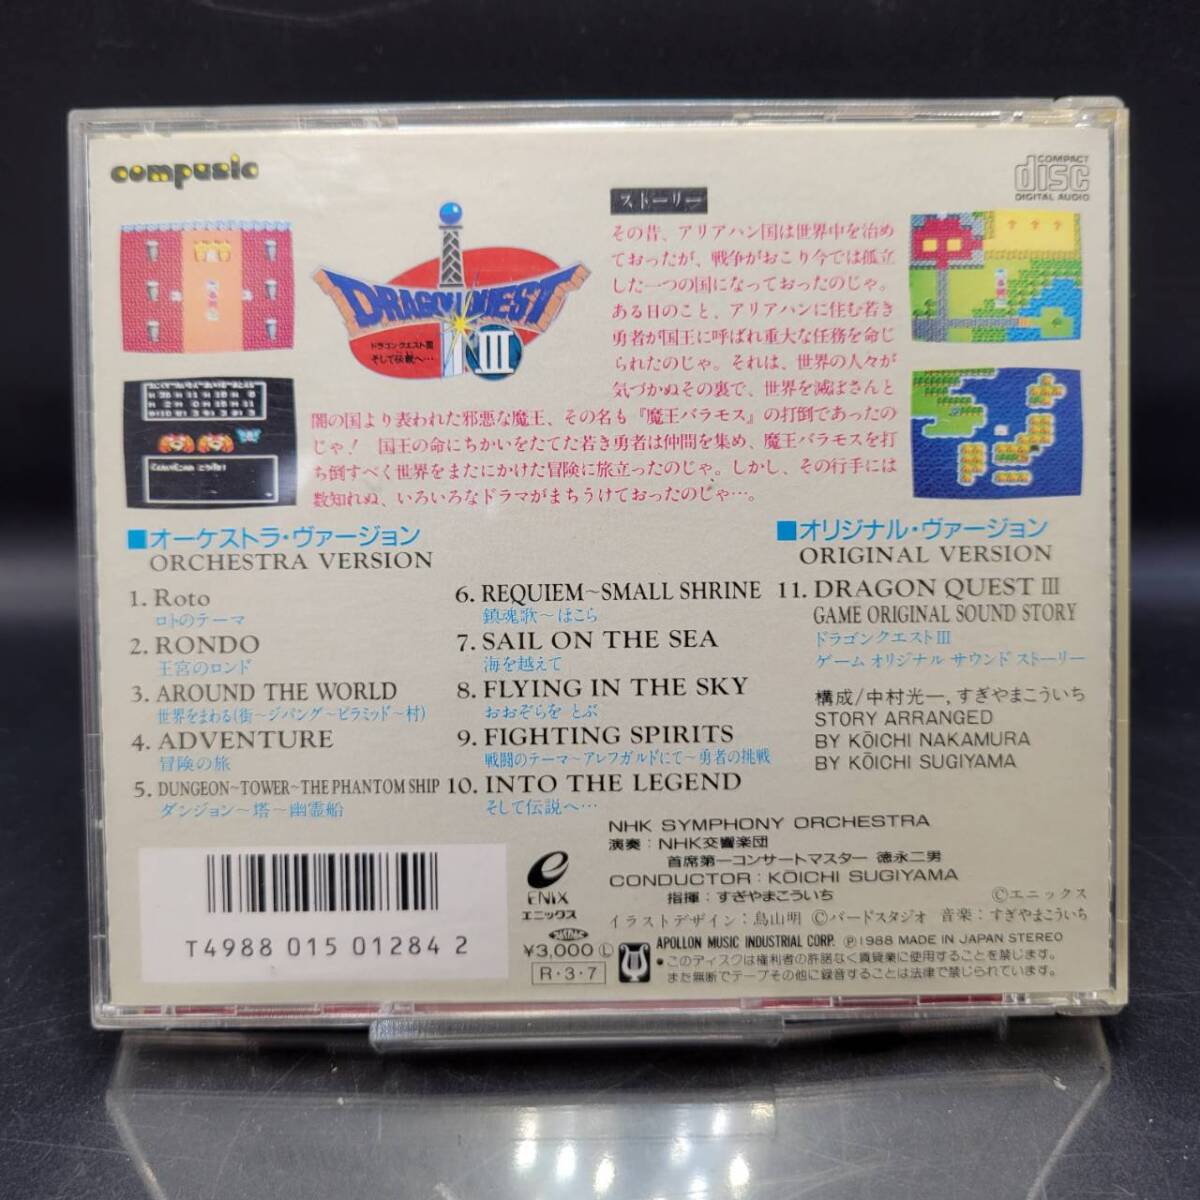 compusic
COMPACT
disc
DIGITAL AUDIO
DRAGON QUEST
III
ドラゴンクエストIII
そして伝説へ…
ストーリー
その昔、アリアハン国は世界中を治め
ておったが、戦争がおこり今では孤立
した一つの国になっておったのじゃ。
ある日のこと、アリアハンに住む若き
勇者が国王に呼ばれ重大な任務を命じ
られたのじゃ。それは、世界の人々が
気づかぬその裏で、世界を滅ぼさんと
闇の国より表われた邪悪な魔王、その名も『魔王バラモス』の打倒であったの
じゃ! 国王の命にちかいをたてた若き勇者は仲間を集め、魔王バラモスを打
ち倒すべく世界をまたにかけた冒険に旅立ったのじゃ。しかし、その行手には
数知れぬ、いろいろなドラマがまちうけておったのじゃ…。
■オーケストラ・ヴァージョン
ORCHESTRA VERSION
1. Roto
ロトのテーマ
2. RONDO
王宮のロンド
3. AROUND THE WORLD
世界をまわる(街〜ジパング〜ピラミッド〜村)
4. ADVENTURE
冒険の旅
5. DUNGEON~TOWER~THE PHANTOM SHIP
ダンジョン〜塔〜幽霊船
6. REQUIEM~SMALL SHRINE
鎮魂歌〜ほこら
7. SAIL ON THE SEA
海を越えて
8. FLYING IN THE SKY
おおぞらを とぶ
9. FIGHTING SPIRITS
戦闘のテーマ〜アレフガルドにて〜勇者の挑戦
10. INTO THE LEGEND
そして伝説へ…
■オリジナル・ヴァージョン
ORIGINAL VERSION
11. DRAGON QUEST III
GAME ORIGINAL SOUND STORY
ドラゴンクエストIII
ゲーム オリジナル サウンド ストーリー
構成/中村光一, すぎやまこういち
STORY ARRANGED
BY KŌICHI NAKAMURA
BY KŌICHI SUGIYAMA
NHK SYMPHONY ORCHESTRA
演奏:NHK交響楽団
首席第一コンサートマスター 徳永二男
CONDUCTOR:KŌICHI SUGIYAMA
指揮:すぎやまこういち
©エニックス
イラストデザイン:鳥山明 ©バードスタジオ 音楽:すぎやまこういち
ENIX
エニックス
¥3,000 Ⓛ
R・3・7
APOLLON MUSIC INDUSTRIAL CORP. Ⓟ1988 MADE IN JAPAN STEREO
●このディスクは権利者の許諾なく賃貸業に使用することを禁じます。
また無断でテープその他に録音することは法律で禁じられています。
T4988 015 01284 2